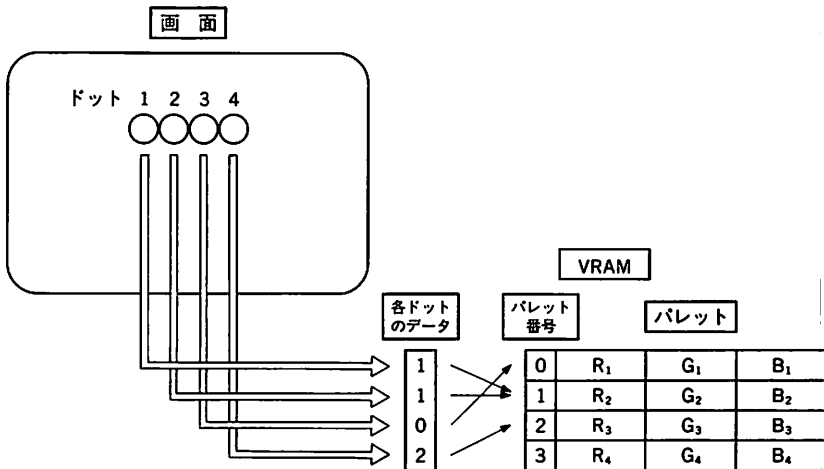 画面
ドット 1 2 3 4
VRAM
各ドット
のデータ
パレット
番号
パレット
1
1
0
2
0 R₁ G₁ B₁
1 R₂ G₂ B₂
2 R₃ G₃ B₃
3 R₄ G₄ B₄